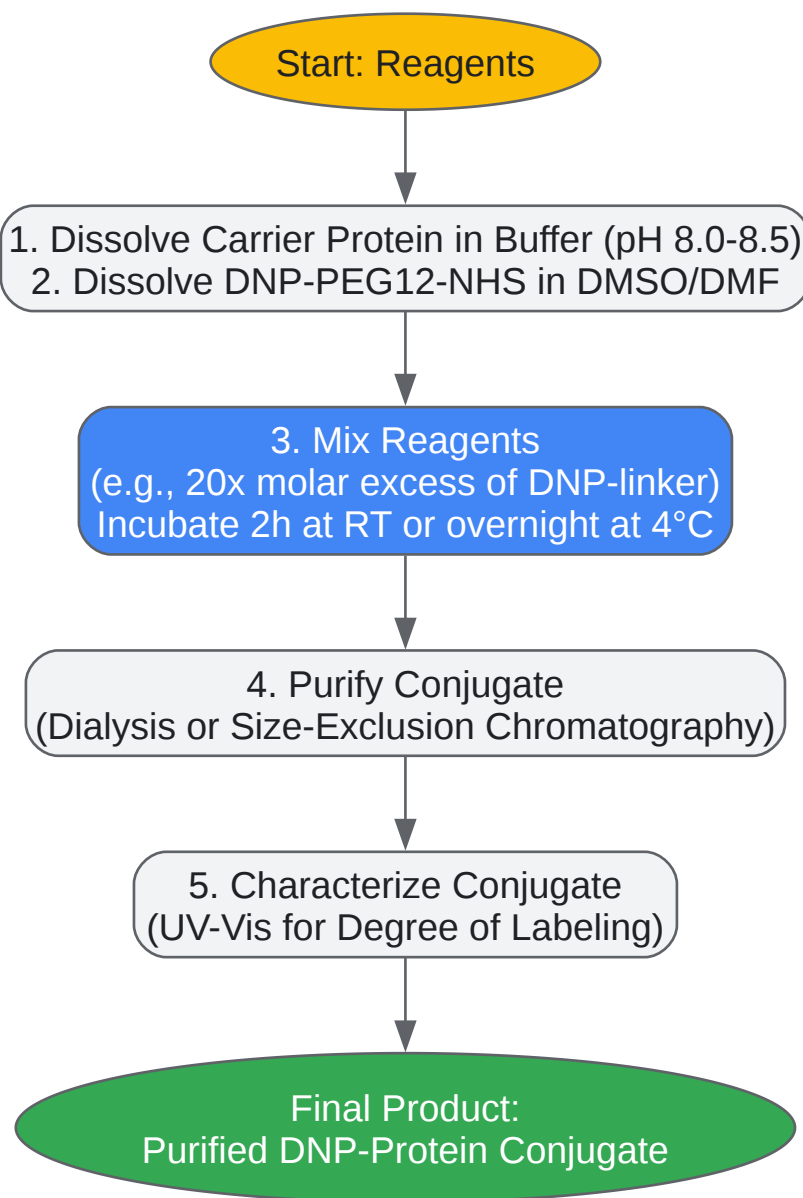 Start: Reagents
1. Dissolve Carrier Protein in Buffer (pH 8.0-8.5)
2. Dissolve DNP-PEG12-NHS in DMSO/DMF
3. Mix Reagents
(e.g., 20x molar excess of DNP-linker)
Incubate 2h at RT or overnight at 4°C
4. Purify Conjugate
(Dialysis or Size-Exclusion Chromatography)
5. Characterize Conjugate
(UV-Vis for Degree of Labeling)
Final Product:
Purified DNP-Protein Conjugate